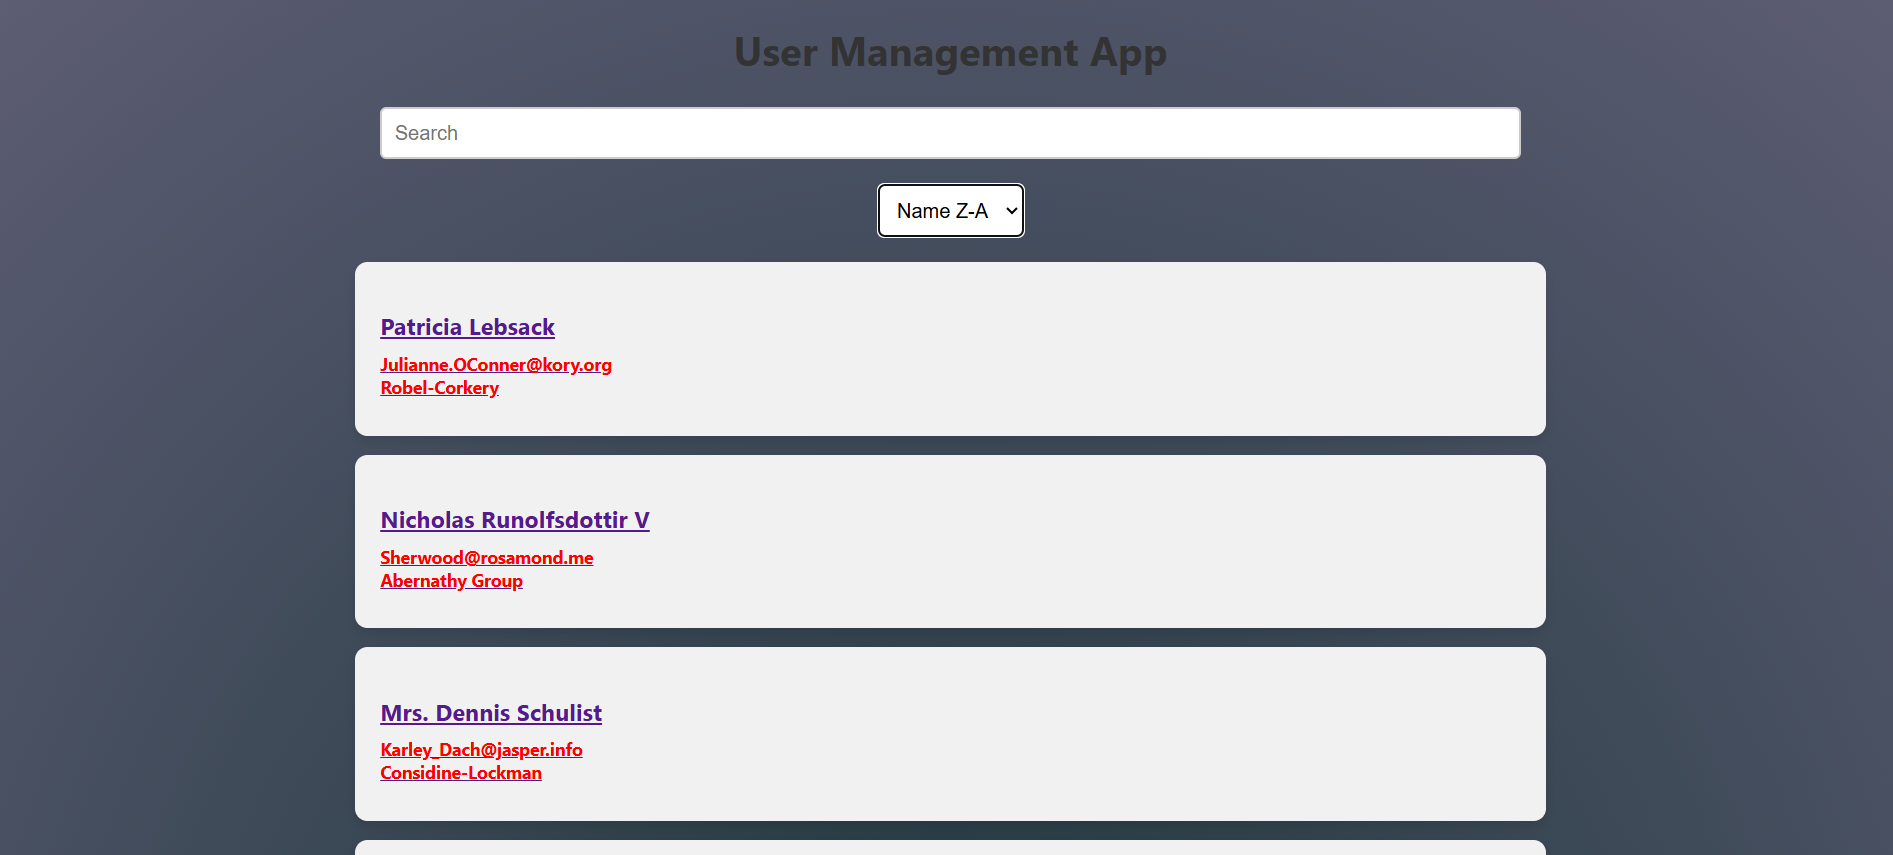 User Management App
Search
Name Z-A
Patricia Lebsack
Julianne.OConner@kory.org
Robel-Corkery
Nicholas Runolfsdottir V
Sherwood@rosamond.me
Abernathy Group
Mrs. Dennis Schulist
Karley_Dach@jasper.info
Considine-Lockman